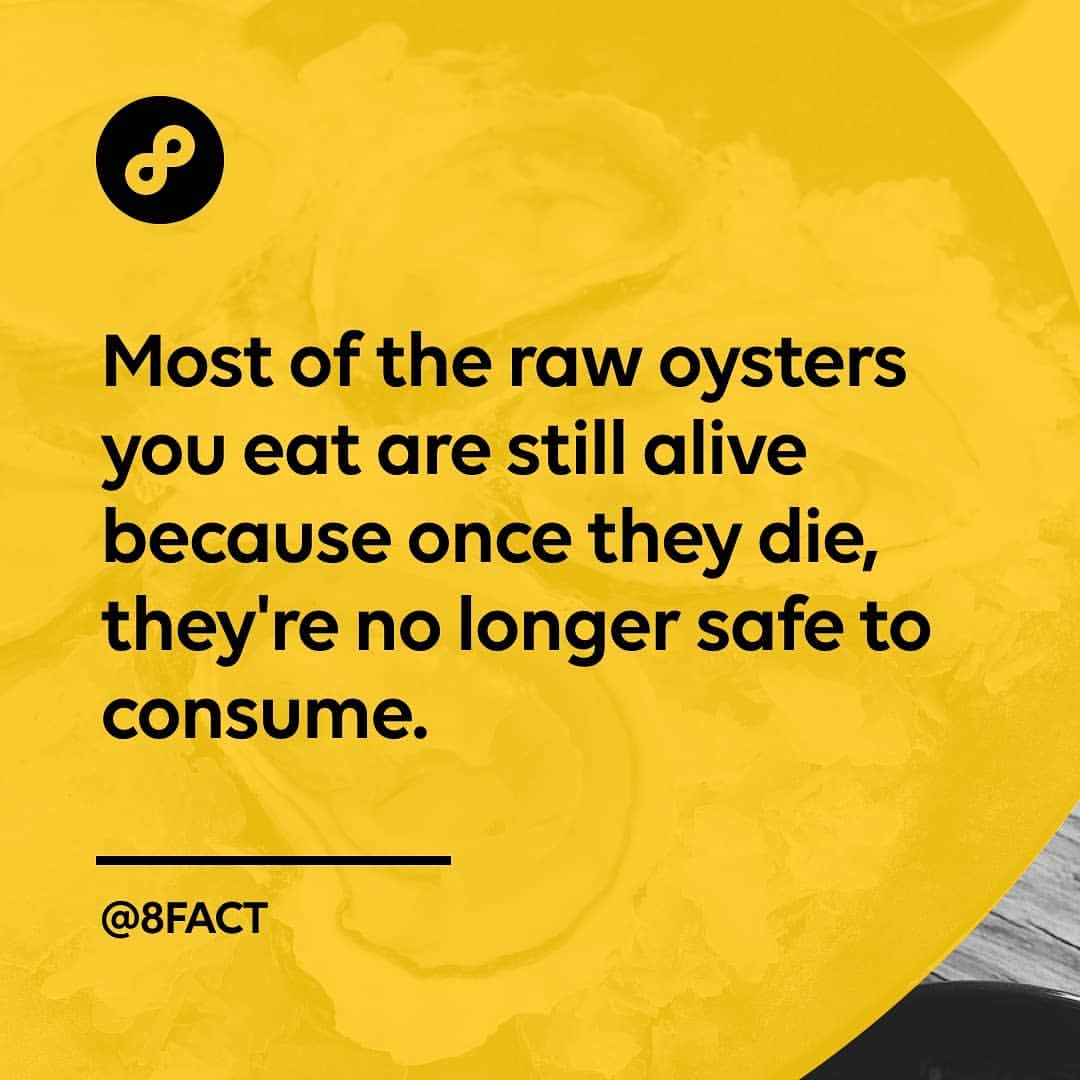 Most of the raw oysters
you eat are still alive
because once they die,
they're no longer safe to
consume.
@8FACT